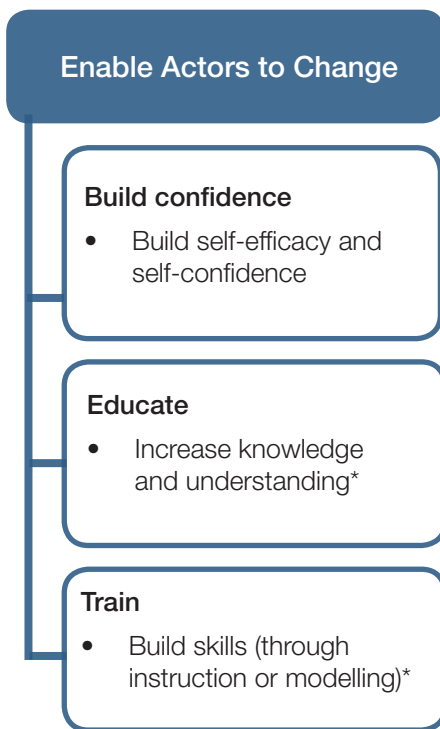 Enable Actors to Change
Build confidence
• Build self-efficacy and
self-confidence
Educate
• Increase knowledge
and understanding*
Train
• Build skills (through
instruction or modelling)*